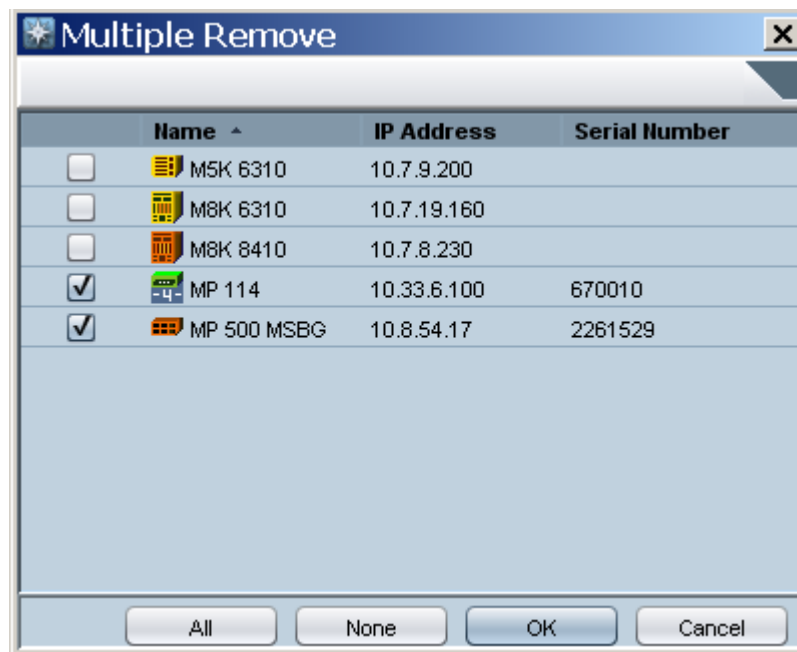 Multiple Remove
Name IP Address Serial Number
M5K 6310 10.7.9.200
M8K 6310 10.7.19.160
M8K 8410 10.7.8.230
-4- MP 114 10.33.6.100 670010
MP 500 MSBG 10.8.54.17 2261529
All None OK Cancel